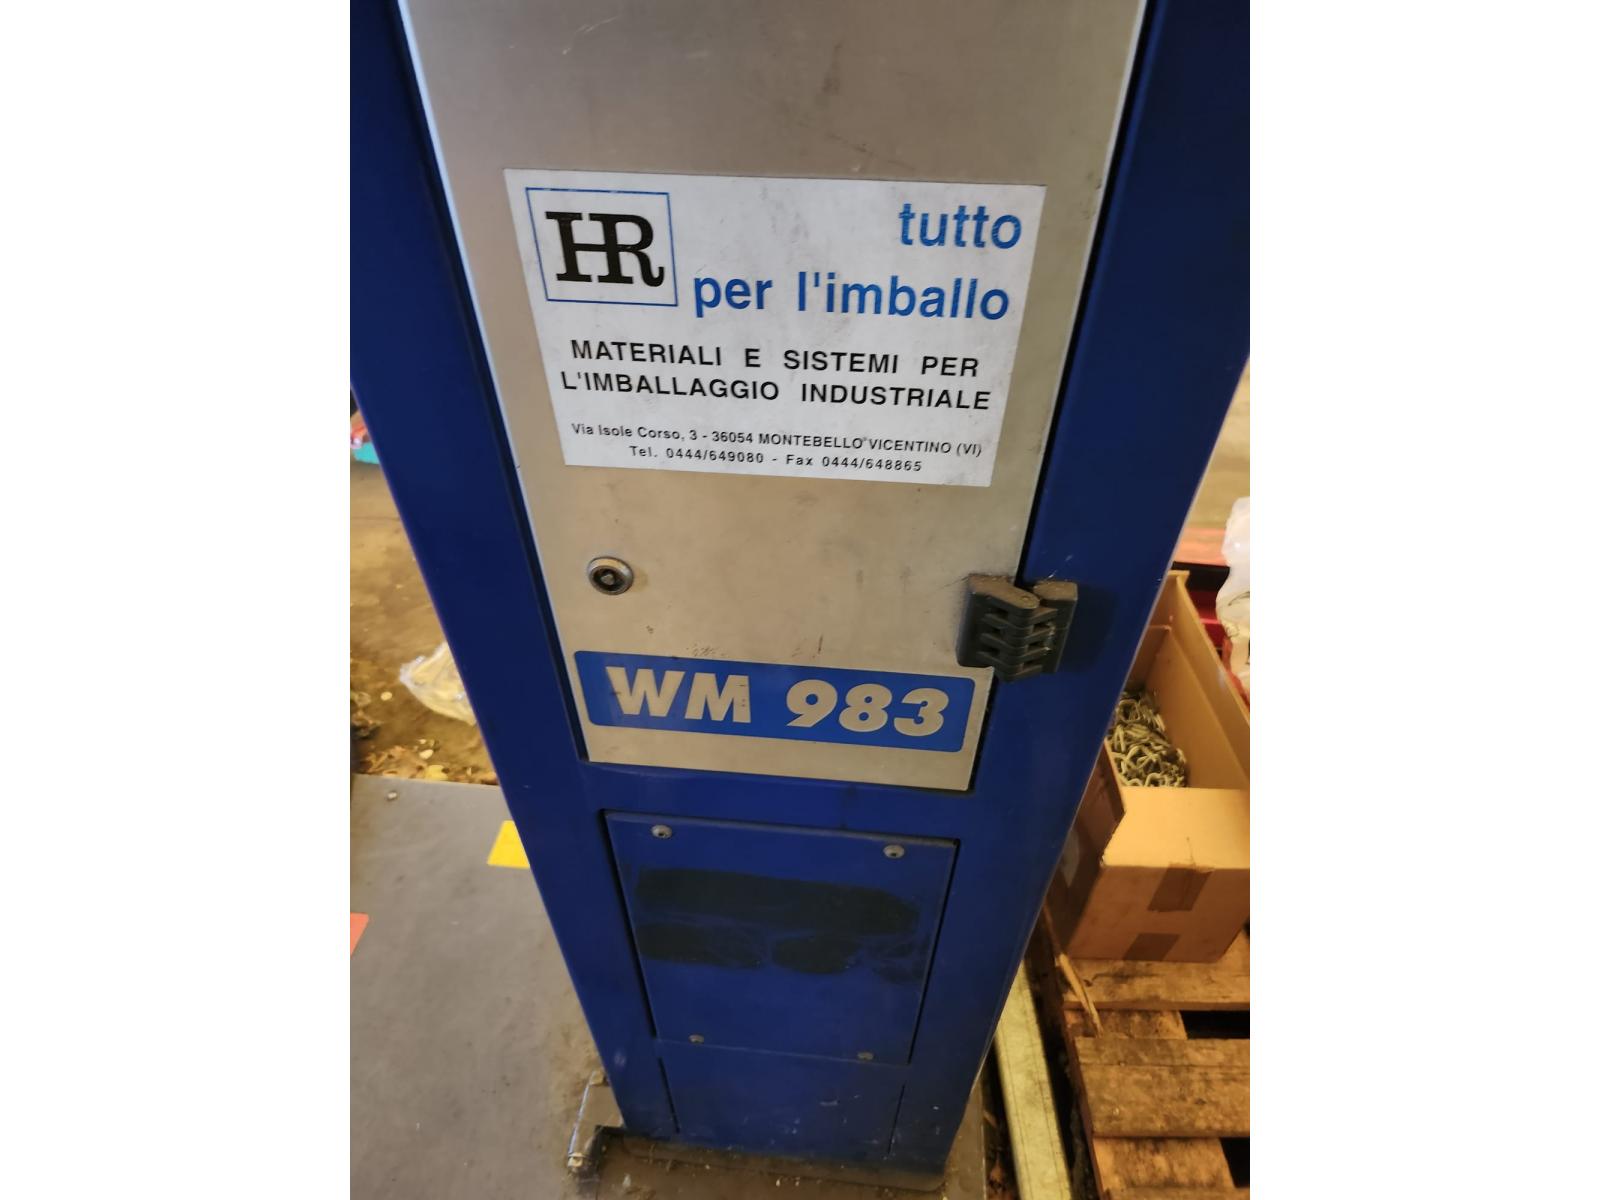 HR
tutto
per l'imballo
MATERIALI E SISTEMI PER
L'IMBALLAGGIO INDUSTRIALE
Via Isole Corso, 3 - 36054 MONTEBELLO VICENTINO (VI)
Tel. 0444/649080 - Fax 0444/648865
WM 983